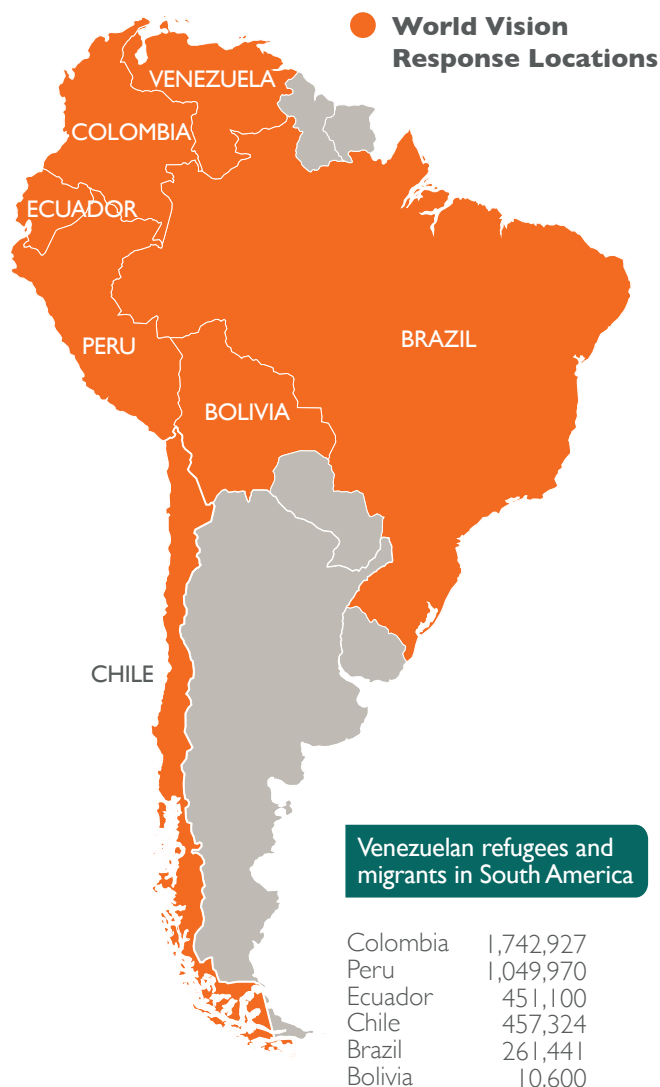 World Vision
Response Locations
VENEZUELA
COLOMBIA
ECUADOR
PERU
BRAZIL
BOLIVIA
CHILE
Venezuelan refugees and
migrants in South America
Colombia 1,742,927
Peru 1,049,970
Ecuador 451,100
Chile 457,324
Brazil 261,441
Bolivia 10,600